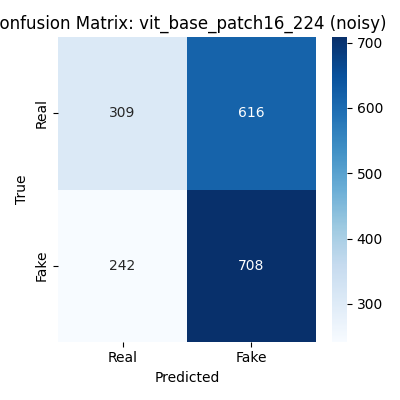 onfusion Matrix: vit_base_patch16_224 (noisy)
Real
309
616
700
600
True
500
400
Fake
242
708
300
Real
Fake
Predicted